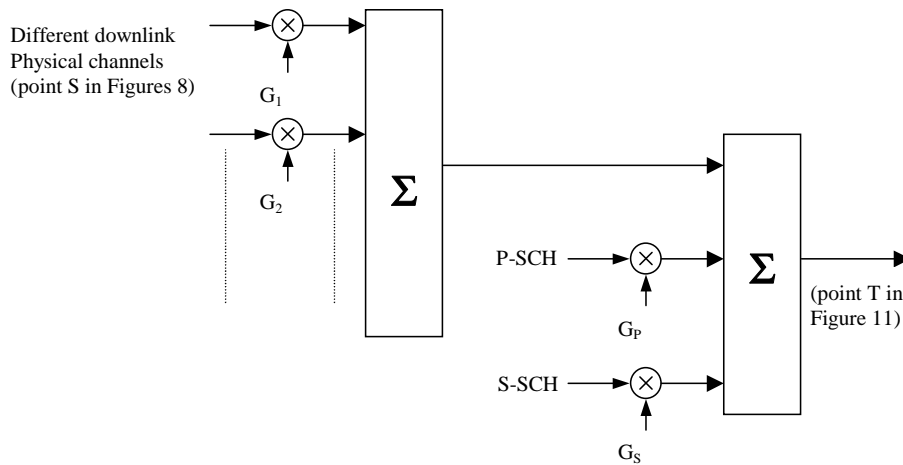 Different downlink
Physical channels
(point S in Figures 8)
G1
G2
Σ
P-SCH
GP
Σ
(point T in
Figure 11)
S-SCH
GS